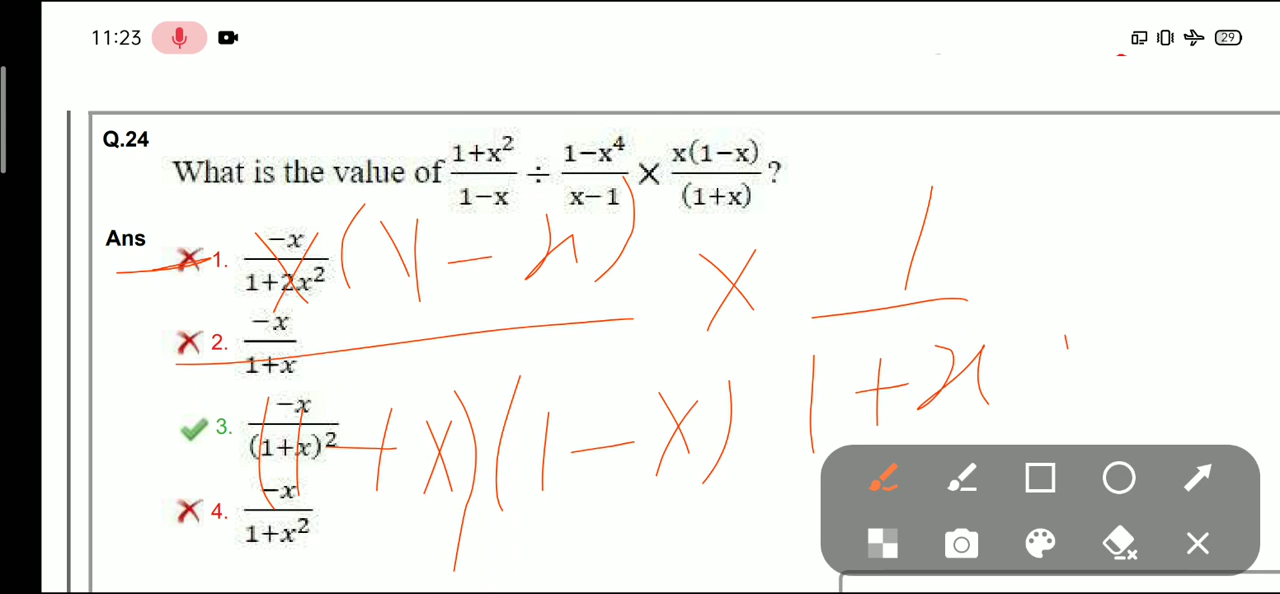 11:23 29
Q.24
What is the value of (1+x²)/(1−x) ÷ (1−x⁴)/(x−1) × x(1−x)/(1+x) ?
Ans
1. −x/(1+2x²)
2. −x/(1+x)
3. −x/(1+x)²
4. −x/(1+x²)
x(1−x)/((1+x)(1−x)) × 1/(1+x)